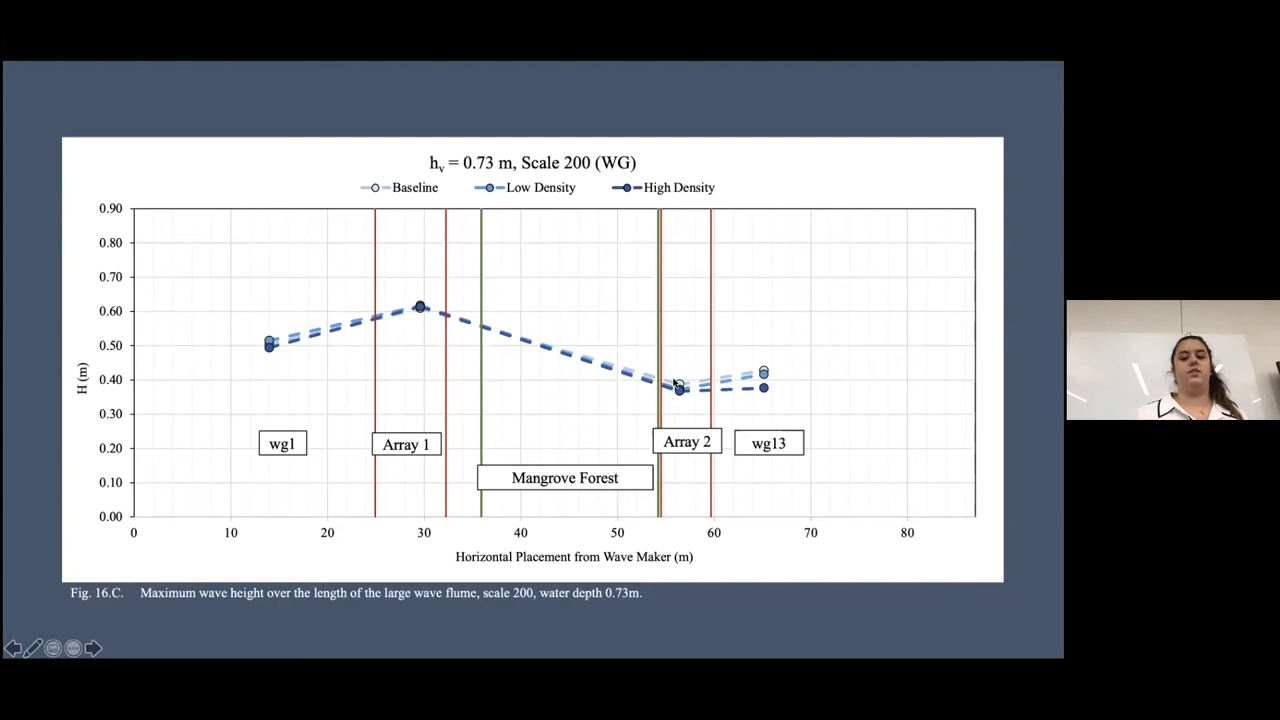 hv = 0.73 m, Scale 200 (WG)
Baseline Low Density High Density
0.90
0.80
0.70
0.60
0.50
0.40
0.30
0.20
0.10
0.00
H (m)
wg1
Array 1
Mangrove Forest
Array 2
wg13
0 10 20 30 40 50 60 70 80
Horizontal Placement from Wave Maker (m)
Fig. 16.C. Maximum wave height over the length of the large wave flume, scale 200, water depth 0.73m.